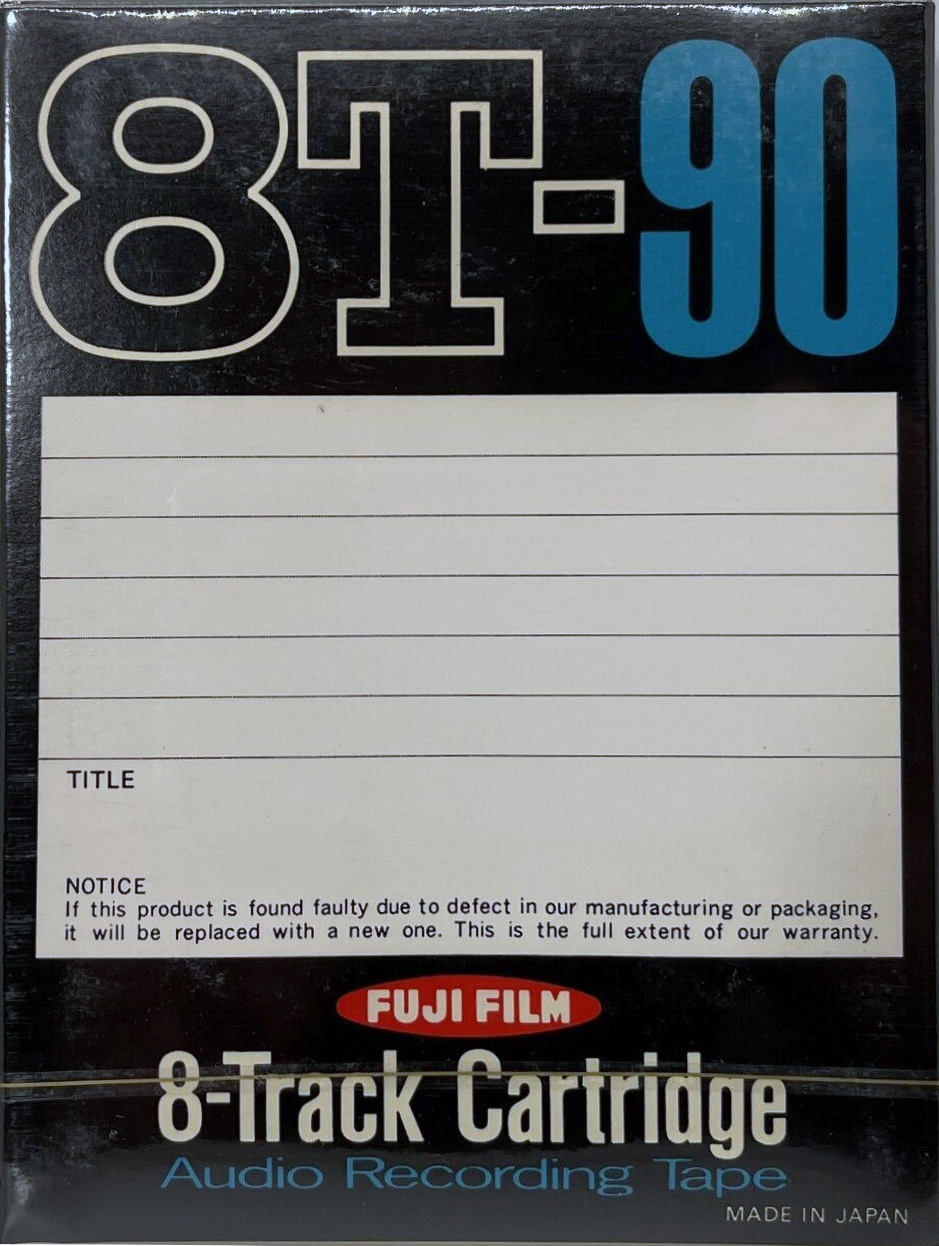 8T-90
TITLE
NOTICE
If this product is found faulty due to defect in our manufacturing or packaging,
it will be replaced with a new one. This is the full extent of our warranty.
FUJI FILM
8-Track Cartridge
Audio Recording Tape
MADE IN JAPAN